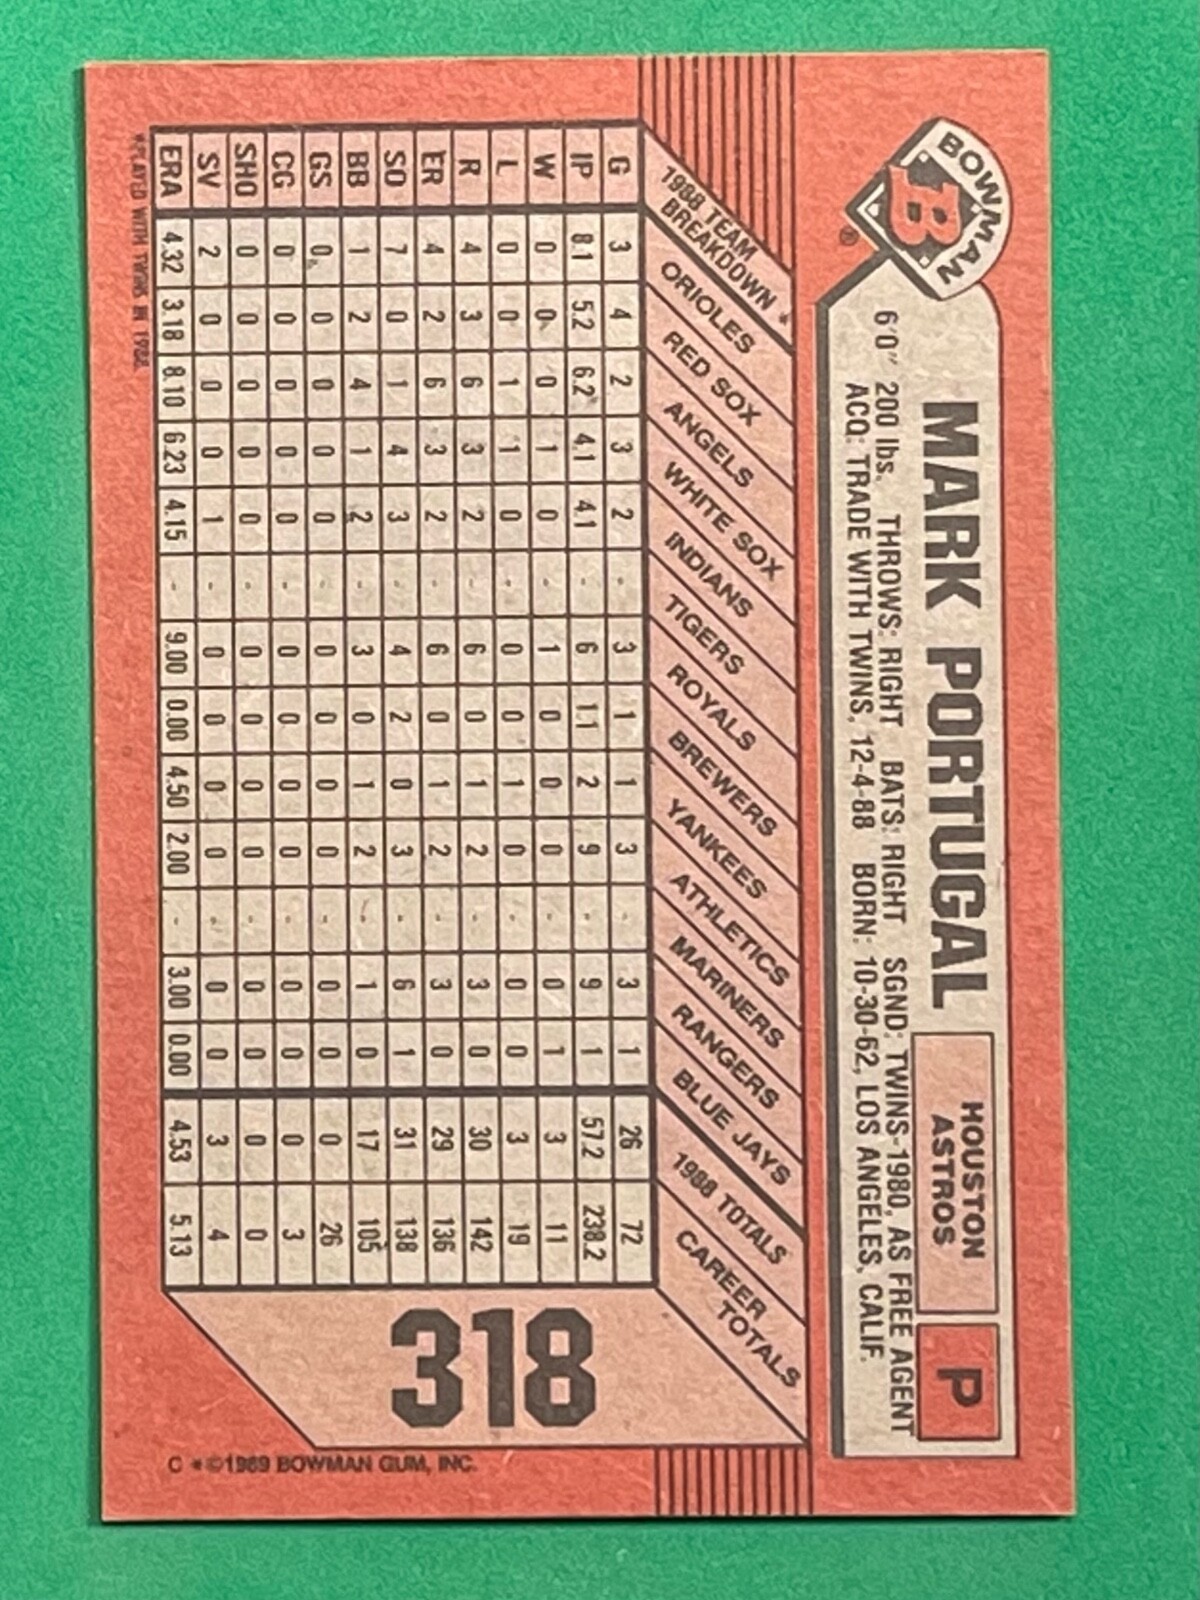 BOWMAN
B
®
MARK PORTUGAL
HOUSTON
ASTROS
P
6'0" 200 lbs. THROWS: RIGHT BATS: RIGHT SGND: TWINS-1980, AS FREE AGENT
ACQ: TRADE WITH TWINS, 12-4-88 BORN: 10-30-62, LOS ANGELES, CALIF.
1988 TEAM
BREAKDOWN *
ORIOLES
RED SOX
ANGELS
WHITE SOX
INDIANS
TIGERS
ROYALS
BREWERS
YANKEES
ATHLETICS
MARINERS
RANGERS
BLUE JAYS
1988 TOTALS
CAREER
TOTALS
G 3 4 2 3 2 - 3 1 1 3 - 3 1 26 72
IP 8.1 5.2 6.2 4.1 4.1 - 6 1.1 2 9 - 9 1 57.2 238.2
W 0 0 0 1 0 - 1 0 0 0 - 0 1 3 11
L 0 0 1 1 0 - 0 0 1 0 - 0 0 3 19
R 4 3 6 3 2 - 6 0 1 2 - 3 0 30 142
ER 4 2 6 3 2 - 6 0 1 2 - 3 0 29 136
SO 7 0 1 4 3 - 4 2 0 3 - 6 1 31 138
BB 1 2 4 1 2 - 3 0 1 2 - 1 0 17 105
GS 0 0 0 0 0 - 0 0 0 0 - 0 0 0 26
CG 0 0 0 0 0 - 0 0 0 0 - 0 0 0 3
SHO 0 0 0 0 0 - 0 0 0 0 - 0 0 0 0
SV 2 0 0 0 1 - 0 0 0 0 - 0 0 3 4
ERA 4.32 3.18 8.10 6.23 4.15 - 9.00 0.00 4.50 2.00 - 3.00 0.00 4.53 5.13
318
*PLAYED WITH TWINS IN 1988.
C *©1989 BOWMAN GUM, INC.